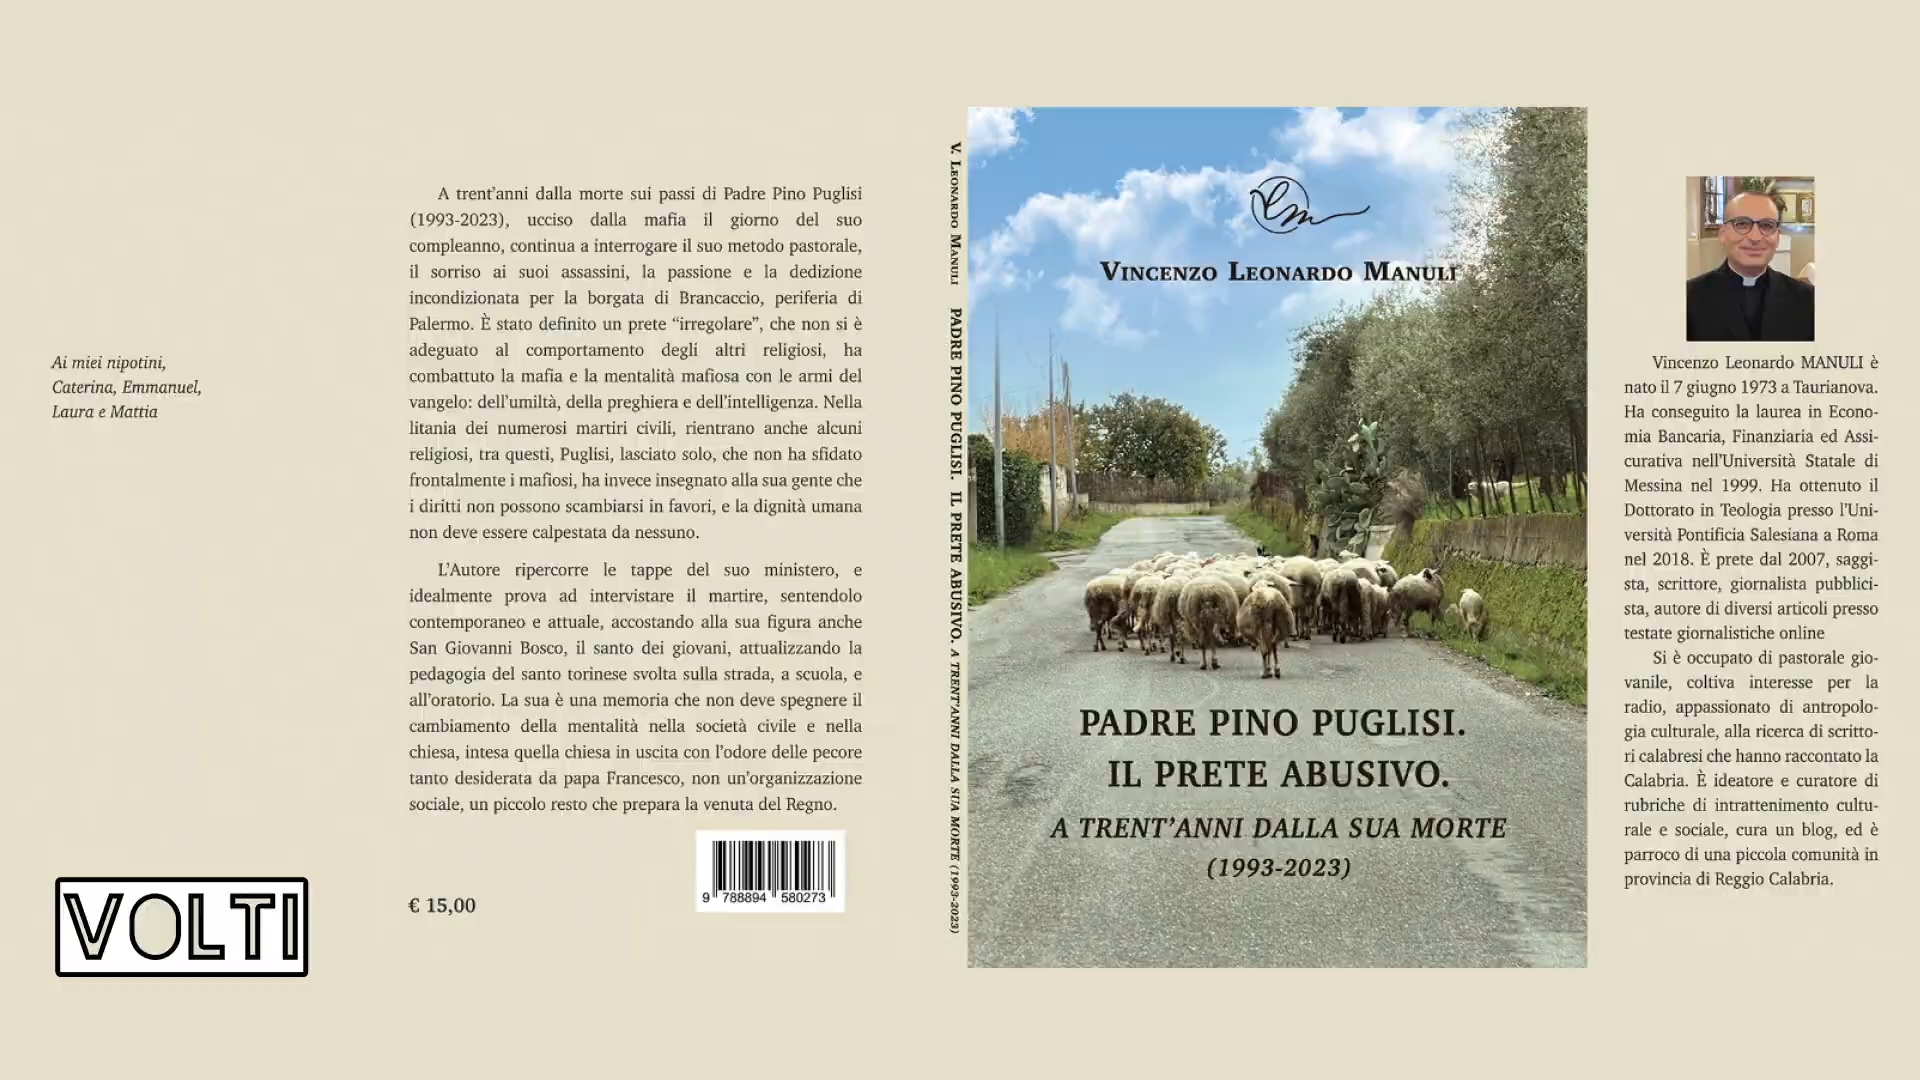 Ai miei nipotini,
Caterina, Emmanuel,
Laura e Mattia
VOLTI
A trent'anni dalla morte sui passi di Padre Pino Puglisi
(1993-2023), ucciso dalla mafia il giorno del suo
compleanno, continua a interrogare il suo metodo pastorale,
il sorriso ai suoi assassini, la passione e la dedizione
incondizionata per la borgata di Brancaccio, periferia di
Palermo. È stato definito un prete “irregolare”, che non si è
adeguato al comportamento degli altri religiosi, ha
combattuto la mafia e la mentalità mafiosa con le armi del
vangelo: dell'umiltà, della preghiera e dell'intelligenza. Nella
litania dei numerosi martiri civili, rientrano anche alcuni
religiosi, tra questi, Puglisi, lasciato solo, che non ha sfidato
frontalmente i mafiosi, ha invece insegnato alla sua gente che
i diritti non possono scambiarsi in favori, e la dignità umana
non deve essere calpestata da nessuno.
L'Autore ripercorre le tappe del suo ministero, e
idealmente prova ad intervistare il martire, sentendolo
contemporaneo e attuale, accostando alla sua figura anche
San Giovanni Bosco, il santo dei giovani, attualizzando la
pedagogia del santo torinese svolta sulla strada, a scuola, e
all'oratorio. La sua è una memoria che non deve spegnere il
cambiamento della mentalità nella società civile e nella
chiesa, intesa quella chiesa in uscita con l'odore delle pecore
tanto desiderata da papa Francesco, non un'organizzazione
sociale, un piccolo resto che prepara la venuta del Regno.
€ 15,00
9 788894 580273
V. Leonardo Manuli PADRE PINO PUGLISI. IL PRETE ABUSIVO. A TRENT'ANNI DALLA SUA MORTE (1993-2023)
Vincenzo Leonardo Manuli
PADRE PINO PUGLISI.
IL PRETE ABUSIVO.
A TRENT'ANNI DALLA SUA MORTE
(1993-2023)
Vincenzo Leonardo MANULI è
nato il 7 giugno 1973 a Taurianova.
Ha conseguito la laurea in Econo-
mia Bancaria, Finanziaria ed Assi-
curativa nell'Università Statale di
Messina nel 1999. Ha ottenuto il
Dottorato in Teologia presso l'Uni-
versità Pontificia Salesiana a Roma
nel 2018. È prete dal 2007, saggi-
sta, scrittore, giornalista pubblici-
sta, autore di diversi articoli presso
testate giornalistiche online
Si è occupato di pastorale gio-
vanile, coltiva interesse per la
radio, appassionato di antropolo-
gia culturale, alla ricerca di scritto-
ri calabresi che hanno raccontato la
Calabria. È ideatore e curatore di
rubriche di intrattenimento cultu-
rale e sociale, cura un blog, ed è
parroco di una piccola comunità in
provincia di Reggio Calabria.